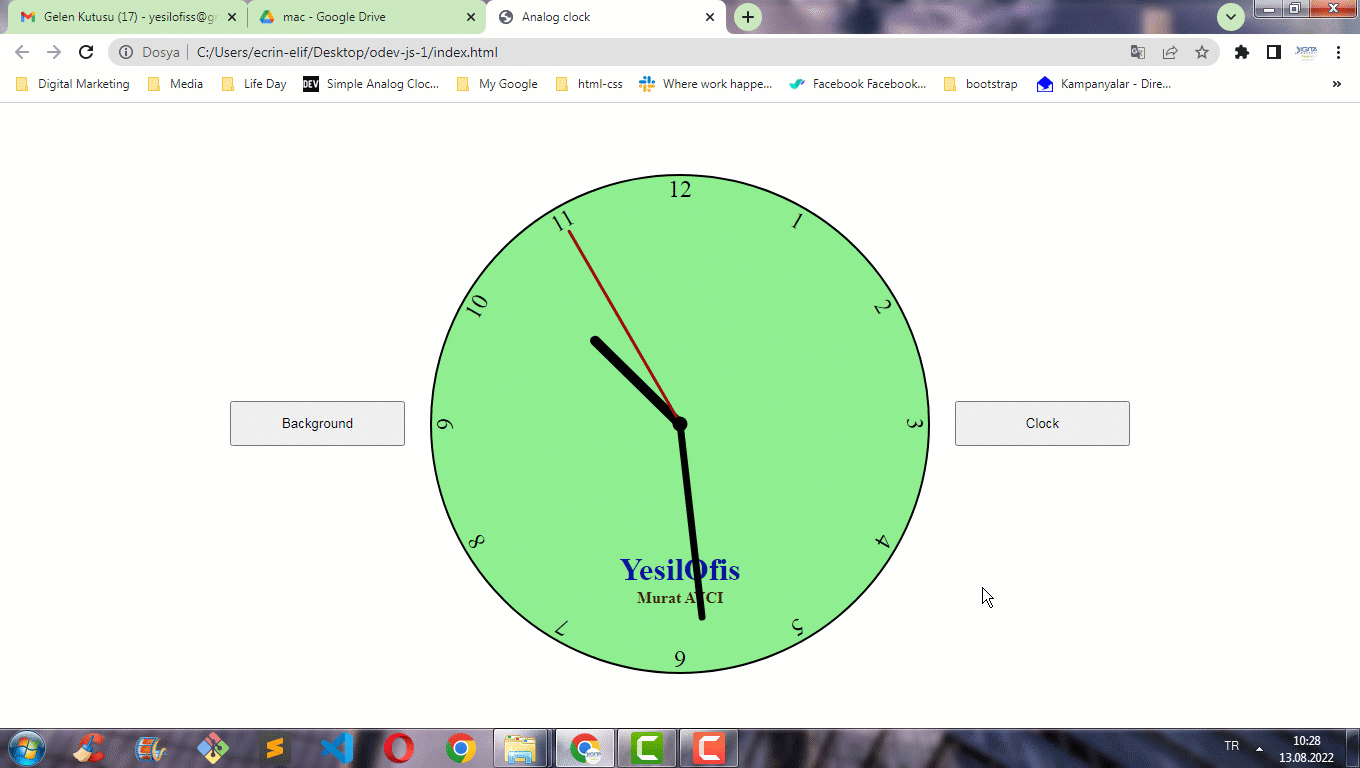 Gelen Kutusu (17) - yesilofiss@gr
mac - Google Drive
Analog clock
Dosya
C:/Users/ecrin-elif/Desktop/odev-js-1/index.html
Digital Marketing
Media
Life Day
DEV
Simple Analog Cloc...
My Google
html-css
Where work happe...
Facebook Facebook...
bootstrap
Kampanyalar - Dire...
»
12
11
1
10
2
Background
9
3
Clock
8
4
YesilOfis
Murat AVCI
7
5
6
TR
10:28
13.08.2022